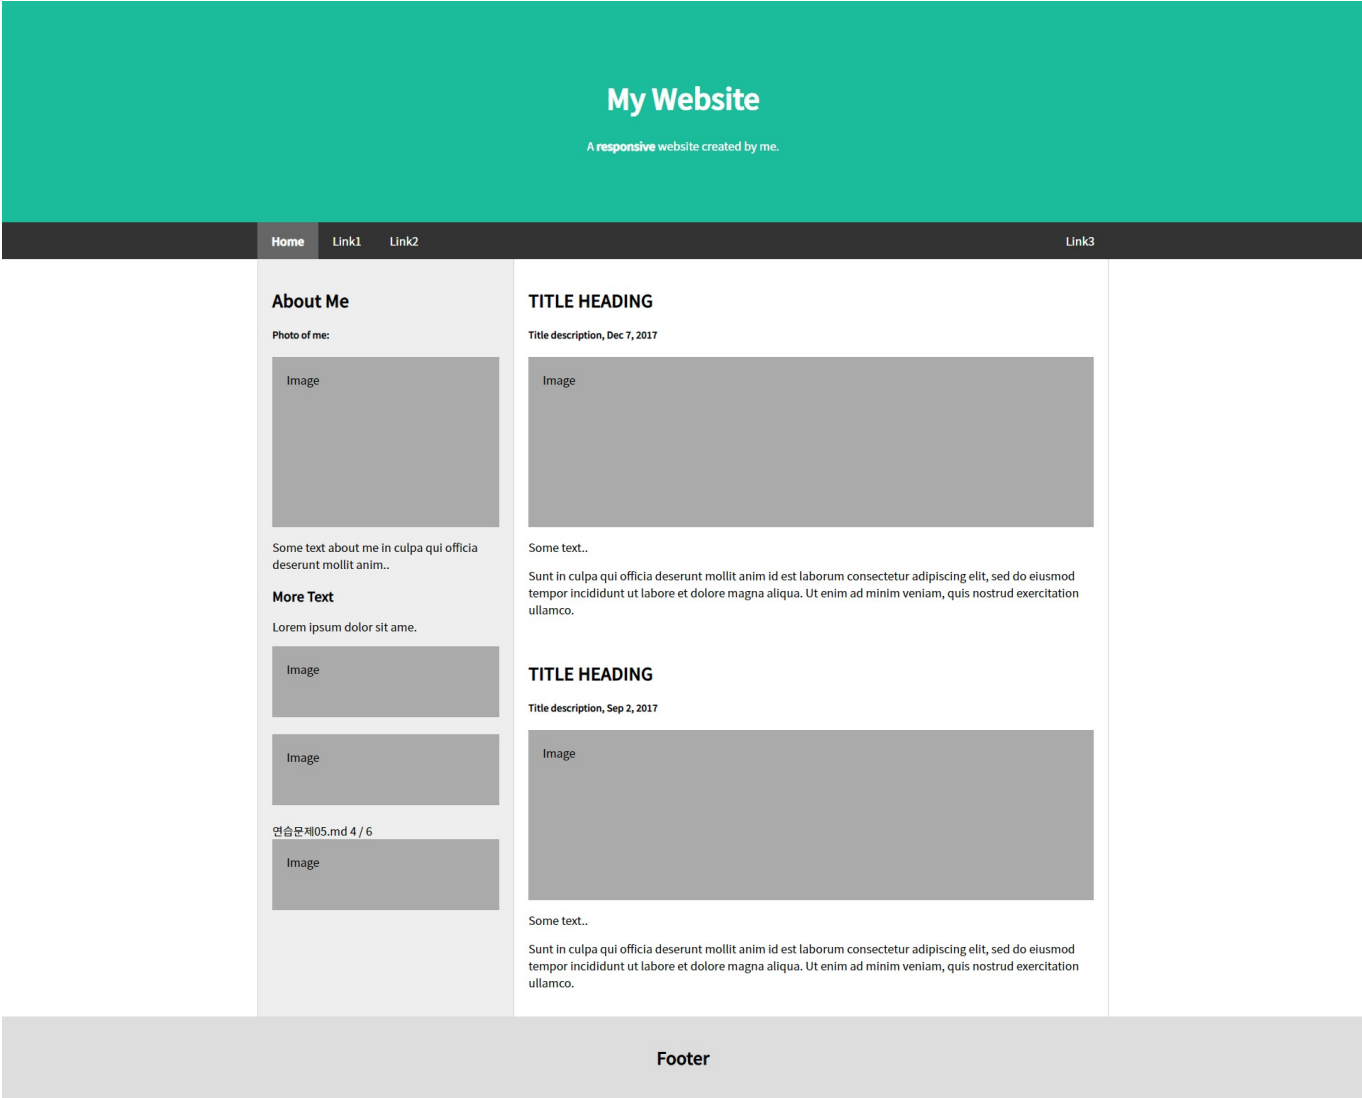 My Website
A responsive website created by me.
Home Link1 Link2 Link3
About Me
Photo of me:
Image
Some text about me in culpa qui officia
deserunt mollit anim..
More Text
Lorem ipsum dolor sit ame.
Image
Image
연습문제05.md 4 / 6
Image
TITLE HEADING
Title description, Dec 7, 2017
Image
Some text..
Sunt in culpa qui officia deserunt mollit anim id est laborum consectetur adipiscing elit, sed do eiusmod
tempor incididunt ut labore et dolore magna aliqua. Ut enim ad minim veniam, quis nostrud exercitation
ullamco.
TITLE HEADING
Title description, Sep 2, 2017
Image
Some text..
Sunt in culpa qui officia deserunt mollit anim id est laborum consectetur adipiscing elit, sed do eiusmod
tempor incididunt ut labore et dolore magna aliqua. Ut enim ad minim veniam, quis nostrud exercitation
ullamco.
Footer